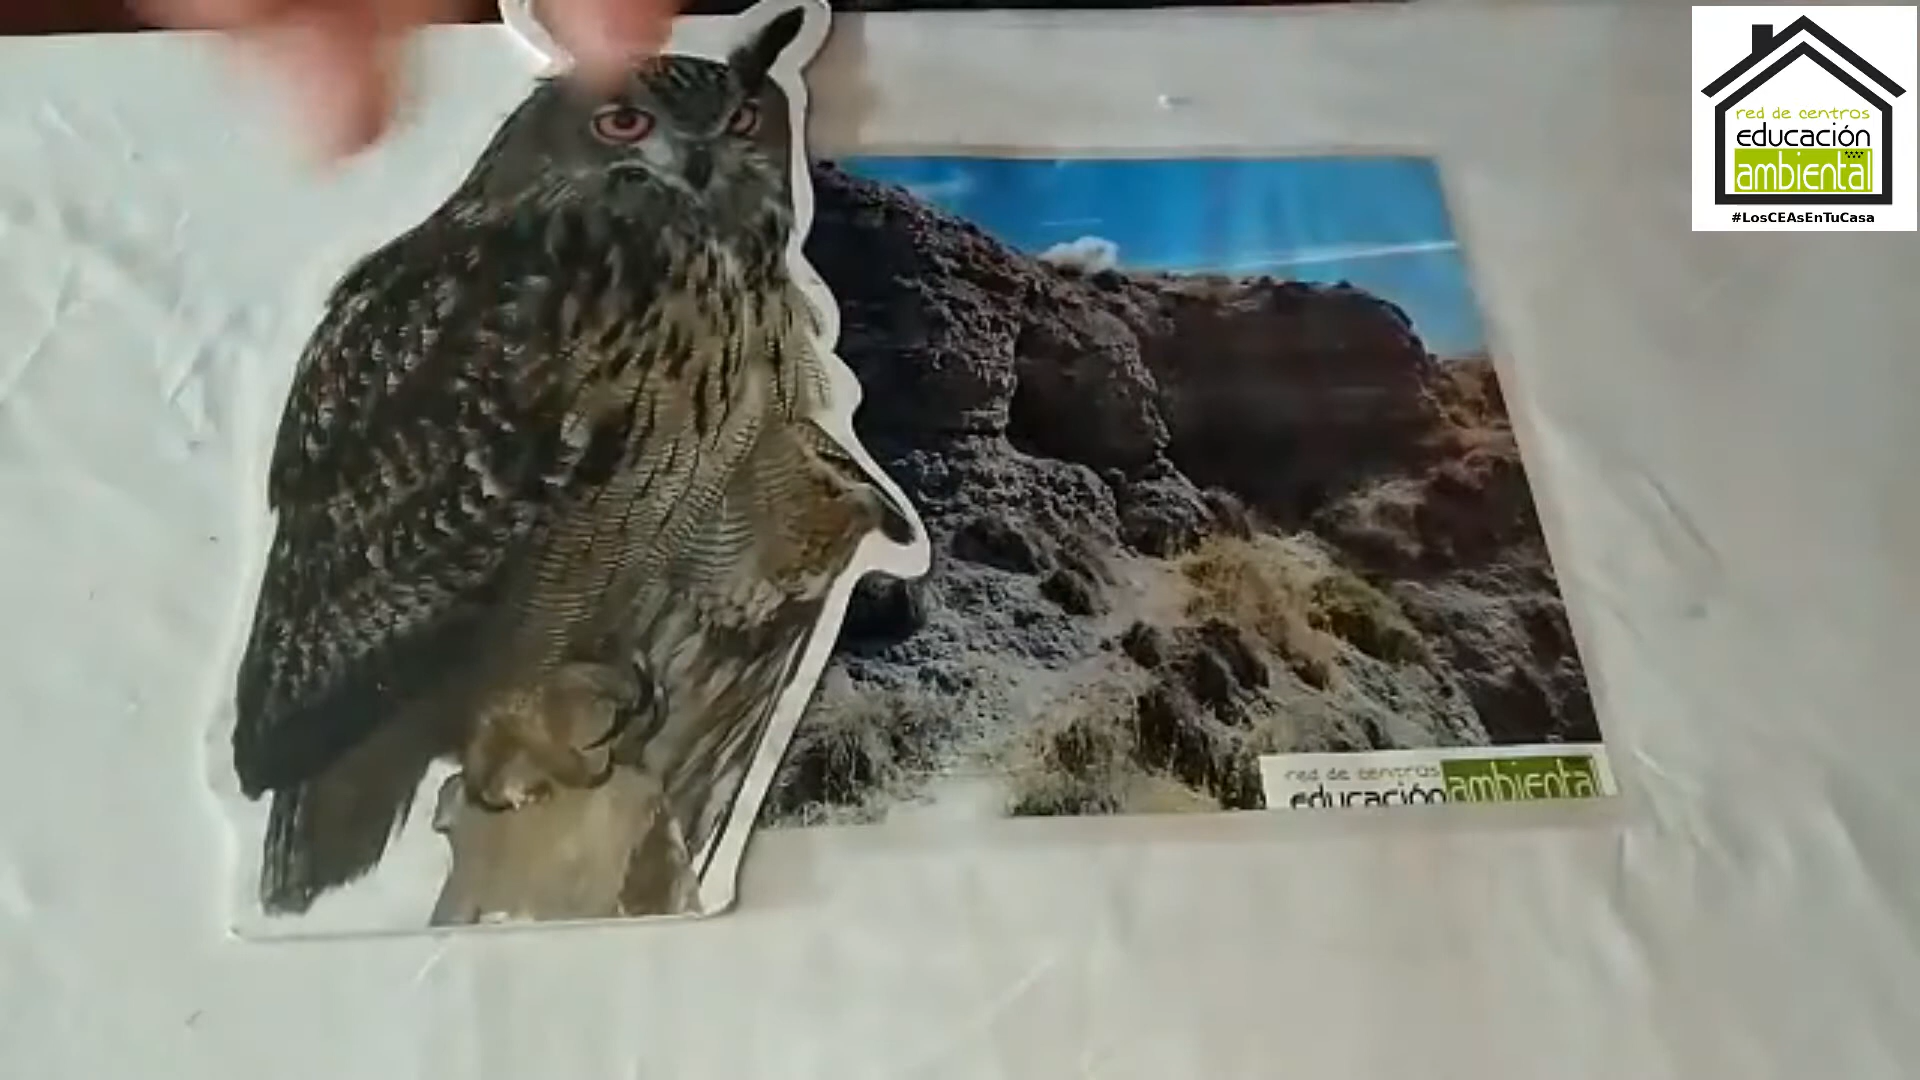 red de centros
educación
ambiental
#LosCEAsEnTuCasa
red de centros
educación ambiental